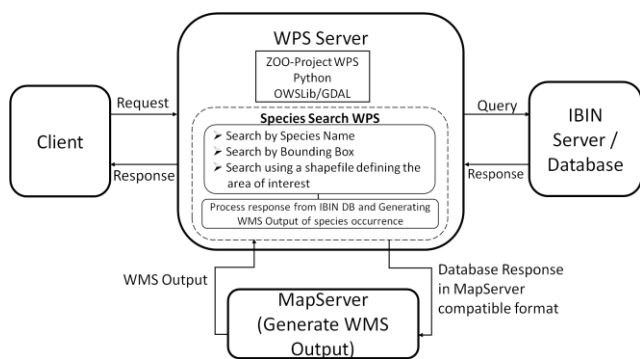 WPS Server
ZOO-Project WPS
Python
OWSLib/GDAL
Client
Request
Response
Species Search WPS
➢ Search by Species Name
➢ Search by Bounding Box
➢ Search using a shapefile defining the
area of interest
Process response from IBIN DB and Generating
WMS Output of species occurrence
Query
Response
IBIN
Server /
Database
WMS Output
Database Response
in MapServer
compatible format
MapServer
(Generate WMS
Output)